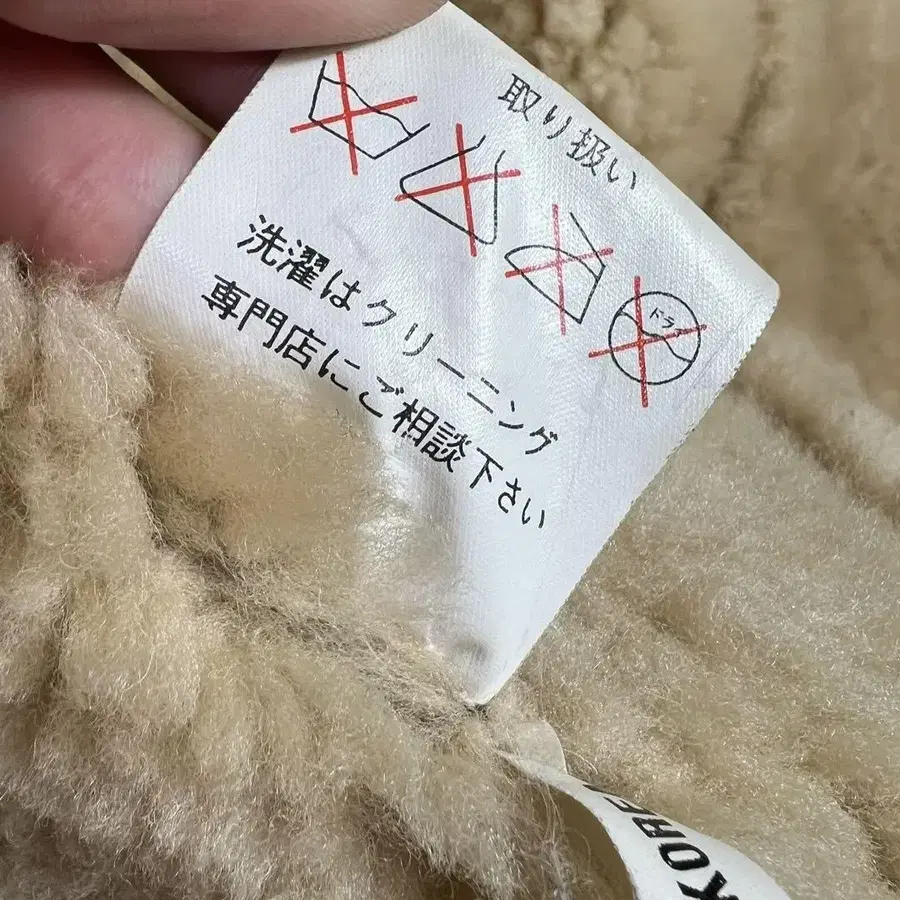 取り扱い
ドライ
洗濯はクリーニング
専門店にご相談下さい
KORE